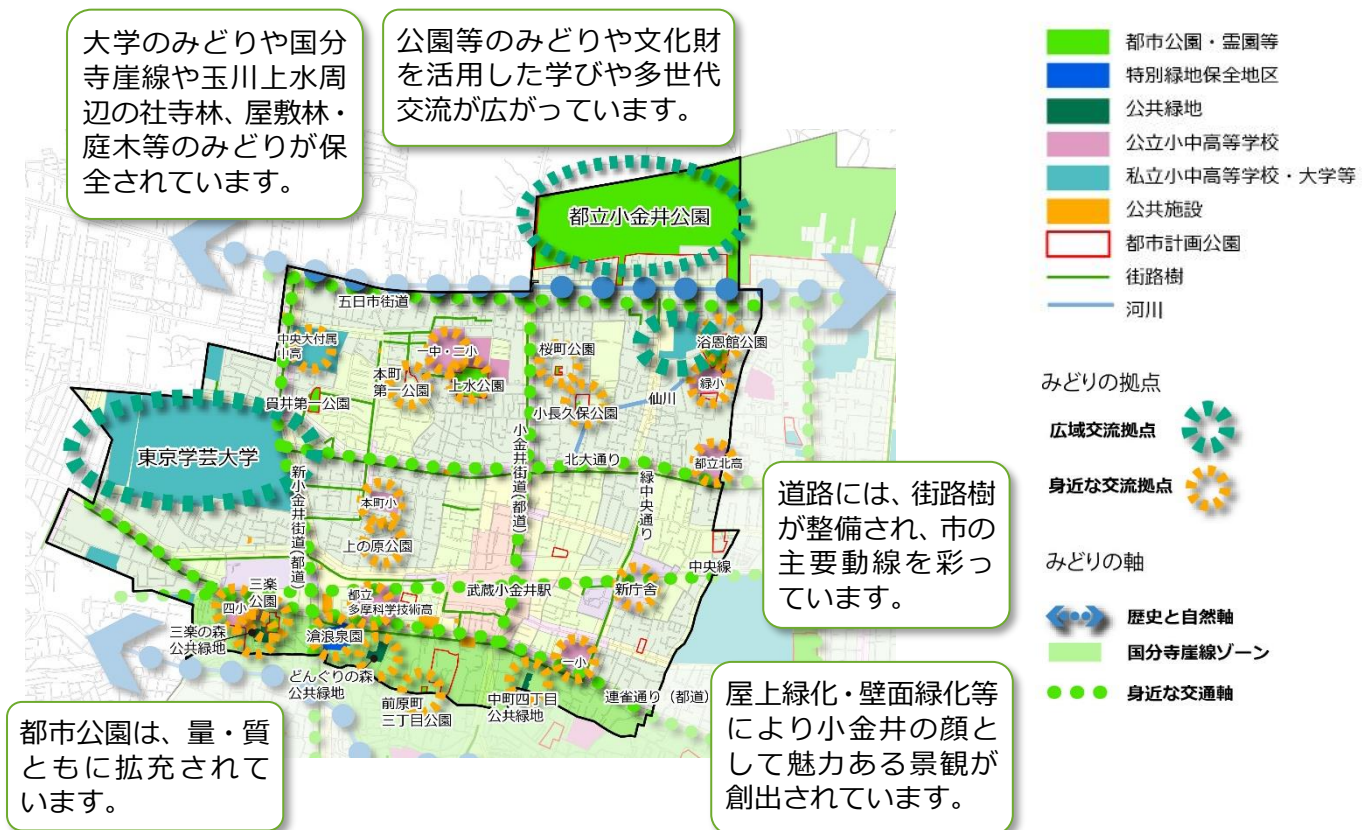 大学のみどりや国分
寺崖線や玉川上水周
辺の社寺林、屋敷林・
庭木等のみどりが保
全されています。
公園等のみどりや文化財
を活用した学びや多世代
交流が広がっています。
都市公園・霊園等
特別緑地保全地区
公共緑地
公立小中高等学校
私立小中高等学校・大学等
公共施設
都市計画公園
街路樹
河川
みどりの拠点
広域交流拠点
身近な交流拠点
みどりの軸
歴史と自然軸
国分寺崖線ゾーン
身近な交通軸
都立小金井公園
五日市街道
中央大付属
中高
一中・二小
桜町公園
浴恩館公園
本町
第一公園
上水公園
緑小
貫井第一公園
小長久保公園
仙川
東京学芸大学
新小金井街道(都道)
小金井街道(都道)
北大通り
緑中央通り
都立北高
本町小
上の原公園
中央線
三楽
公園
四小
都立
多摩科学技術高
武蔵小金井駅
新庁舎
三楽の森
公共緑地
滄浪泉園
一小
どんぐりの森
公共緑地
前原町
三丁目公園
中町四丁目
公共緑地
連雀通り（都道）
道路には、街路樹
が整備され、市の
主要動線を彩っ
ています。
都市公園は、量・質
ともに拡充されて
います。
屋上緑化・壁面緑化等
により小金井の顔と
して魅力ある景観が
創出されています。